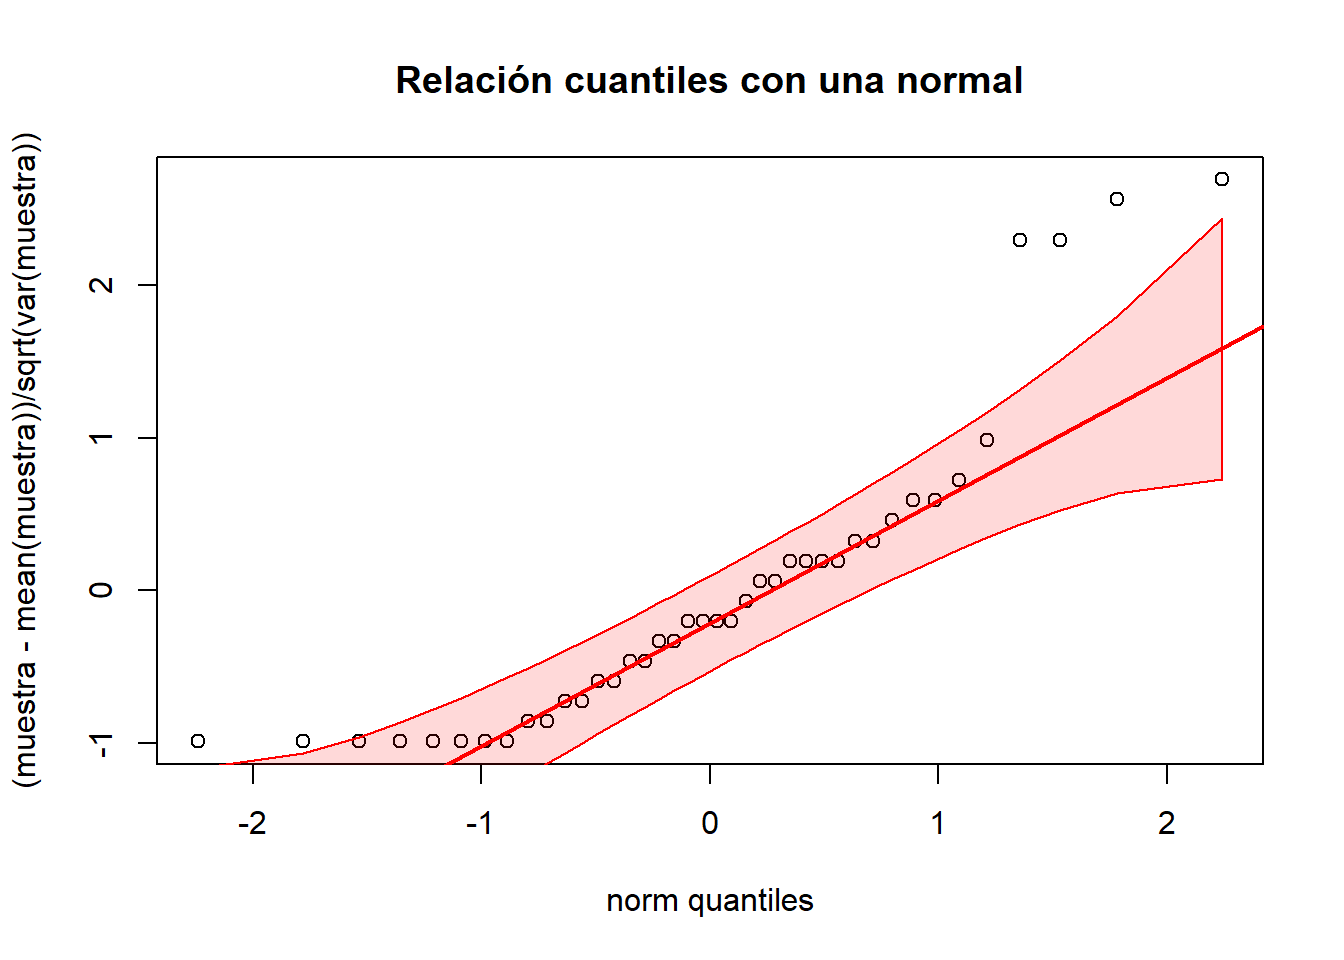 Relación cuantiles con una normal
(muestra - mean(muestra))/sqrt(var(muestra))
2
1
0
-1
-2 -1 0 1 2
norm quantiles